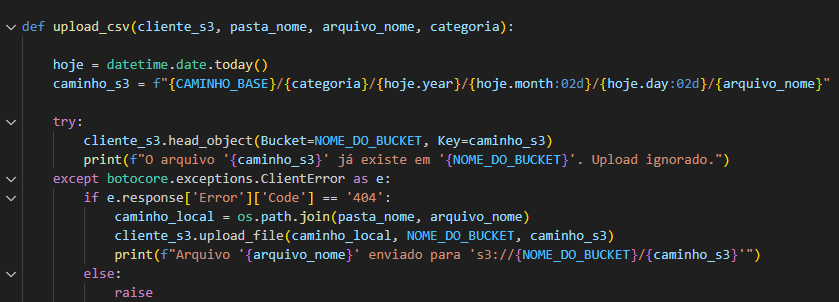 def upload_csv(cliente_s3, pasta_nome, arquivo_nome, categoria):
hoje = datetime.date.today()
caminho_s3 = f"{CAMINHO_BASE}/{categoria}/{hoje.year}/{hoje.month:02d}/{hoje.day:02d}/{arquivo_nome}"
try:
cliente_s3.head_object(Bucket=NOME_DO_BUCKET, Key=caminho_s3)
print(f"O arquivo '{caminho_s3}' já existe em '{NOME_DO_BUCKET}'. Upload ignorado.")
except botocore.exceptions.ClientError as e:
if e.response['Error']['Code'] == '404':
caminho_local = os.path.join(pasta_nome, arquivo_nome)
cliente_s3.upload_file(caminho_local, NOME_DO_BUCKET, caminho_s3)
print(f"Arquivo '{arquivo_nome}' enviado para 's3://{NOME_DO_BUCKET}/{caminho_s3}'")
else:
raise